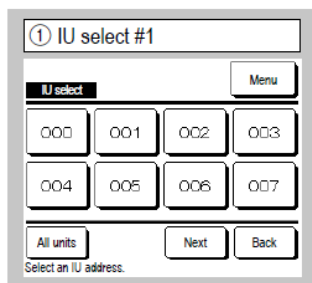 ① IU select #1
Menu
IU select
000 001 002 003
004 005 006 007
All units Next Back
Select an IU address.